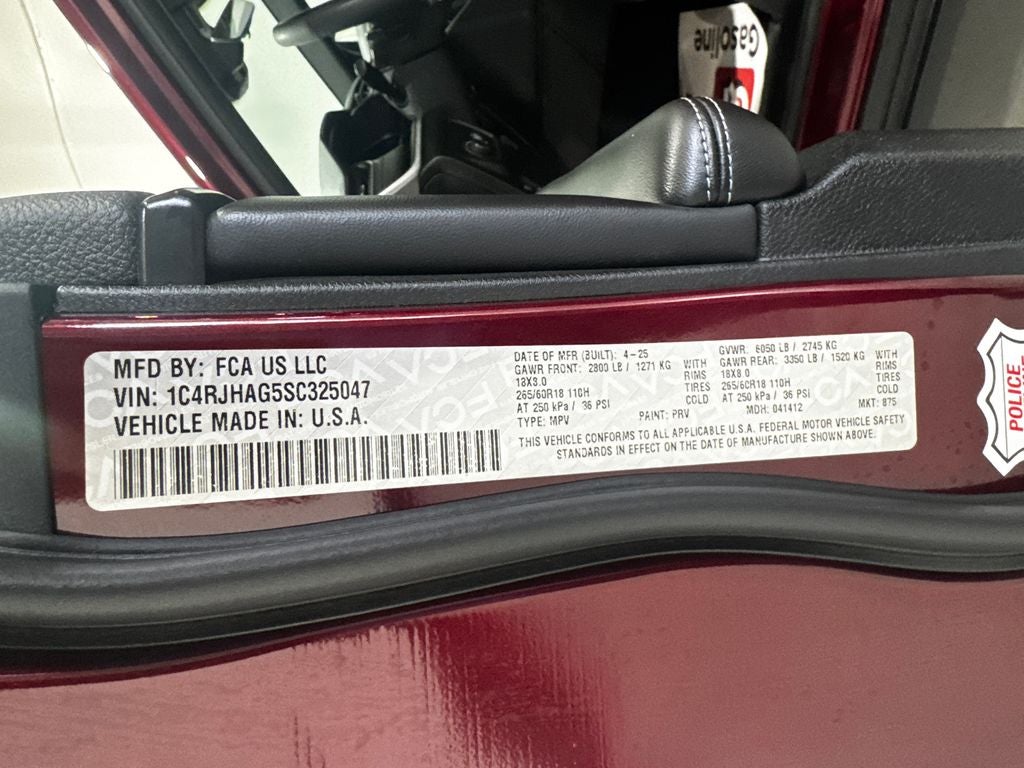 Gasoline
MFD BY: FCA US LLC
VIN: 1C4RJHAG5SC325047
VEHICLE MADE IN: U.S.A.
DATE OF MFR (BUILT): 4-25
GAWR FRONT: 2800 LB / 1271 KG WITH
18X8.0 RIMS
265/60R18 110H
AT 250 kPa / 36 PSI COLD
TYPE: MPV PAINT: PRV
GVWR: 6050 LB / 2745 KG
GAWR REAR: 3350 LB / 1520 KG WITH
18X8.0 RIMS
265/60R18 110H
AT 250 kPa / 36 PSI COLD
MDH: 041412 MKT: 875
THIS VEHICLE CONFORMS TO ALL APPLICABLE U.S.A. FEDERAL MOTOR VEHICLE SAFETY
STANDARDS IN EFFECT ON THE DATE OF MANUFACTURE SHOWN ABOVE.
POLICE